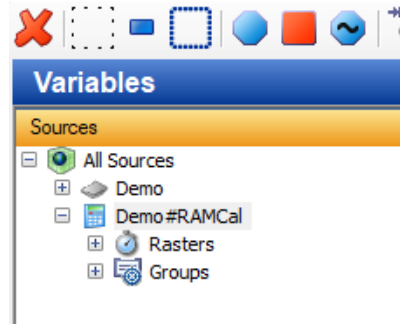 Variables
Sources
All Sources
Demo
Demo#RAMCal
Rasters
Groups